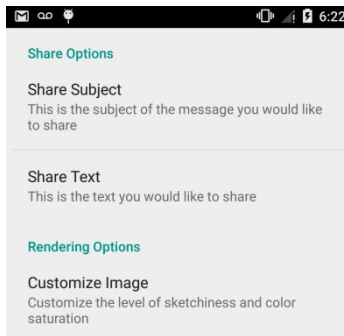 6:22
Share Options
Share Subject
This is the subject of the message you would like
to share
Share Text
This is the text you would like to share
Rendering Options
Customize Image
Customize the level of sketchiness and color
saturation